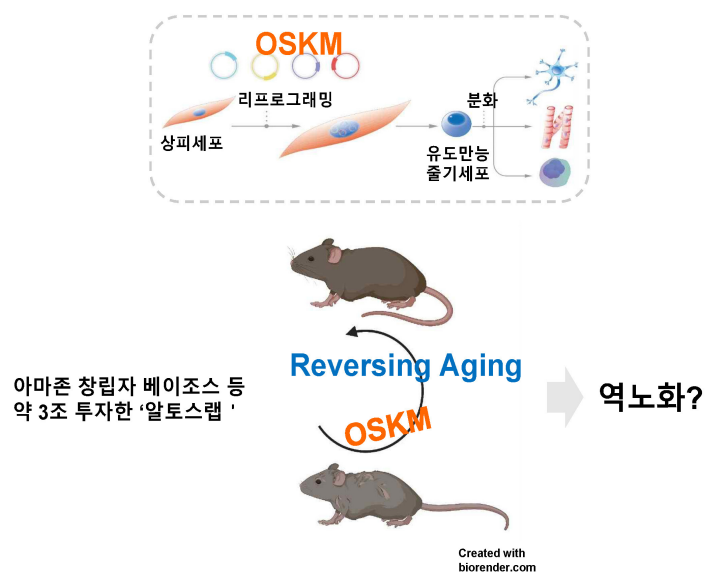 OSKM
리프로그래밍
분화
상피세포
유도만능
줄기세포
Reversing Aging
아마존 창립자 베이조스 등
약 3조 투자한 ‘알토스랩 '
역노화?
OSKM
Created with
biorender.com